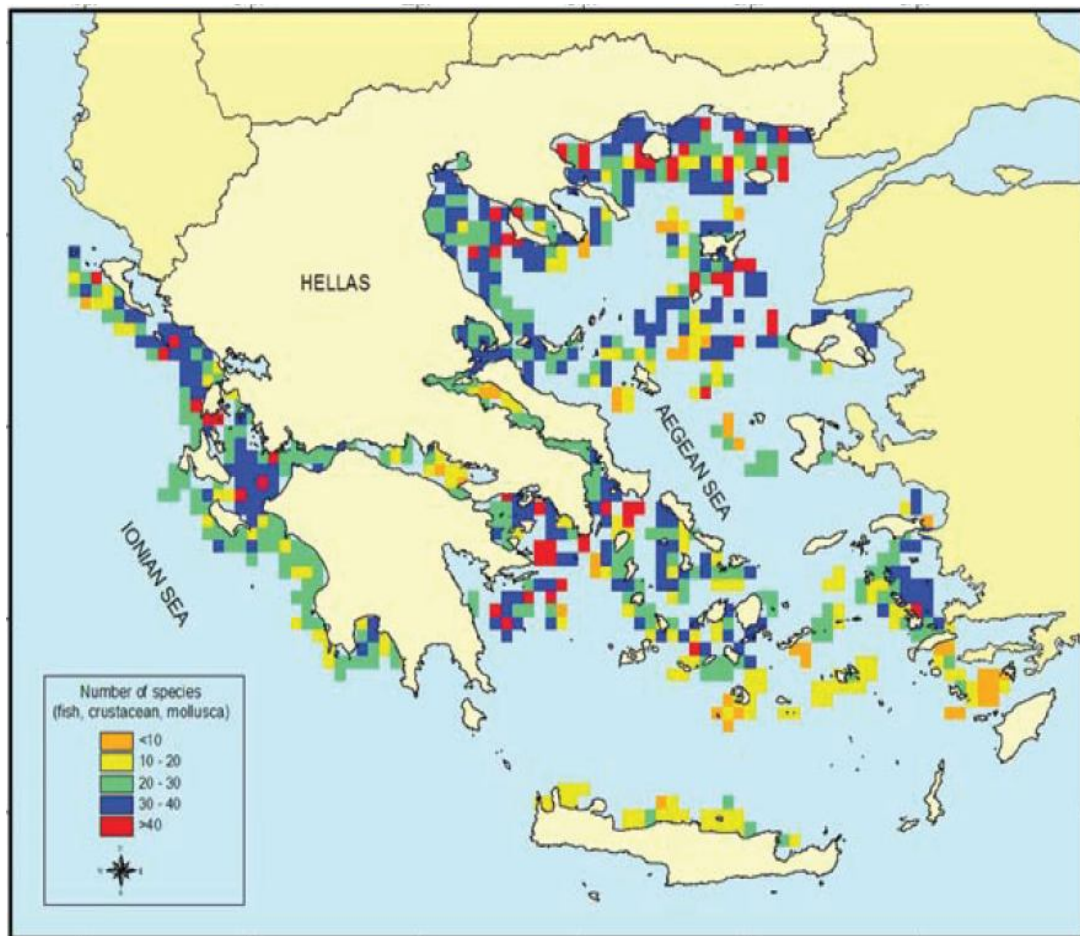 HELLAS
AEGEAN SEA
IONIAN SEA
Number of species
(fish, crustacean, mollusca)
<10
10 - 20
20 - 30
30 - 40
>40